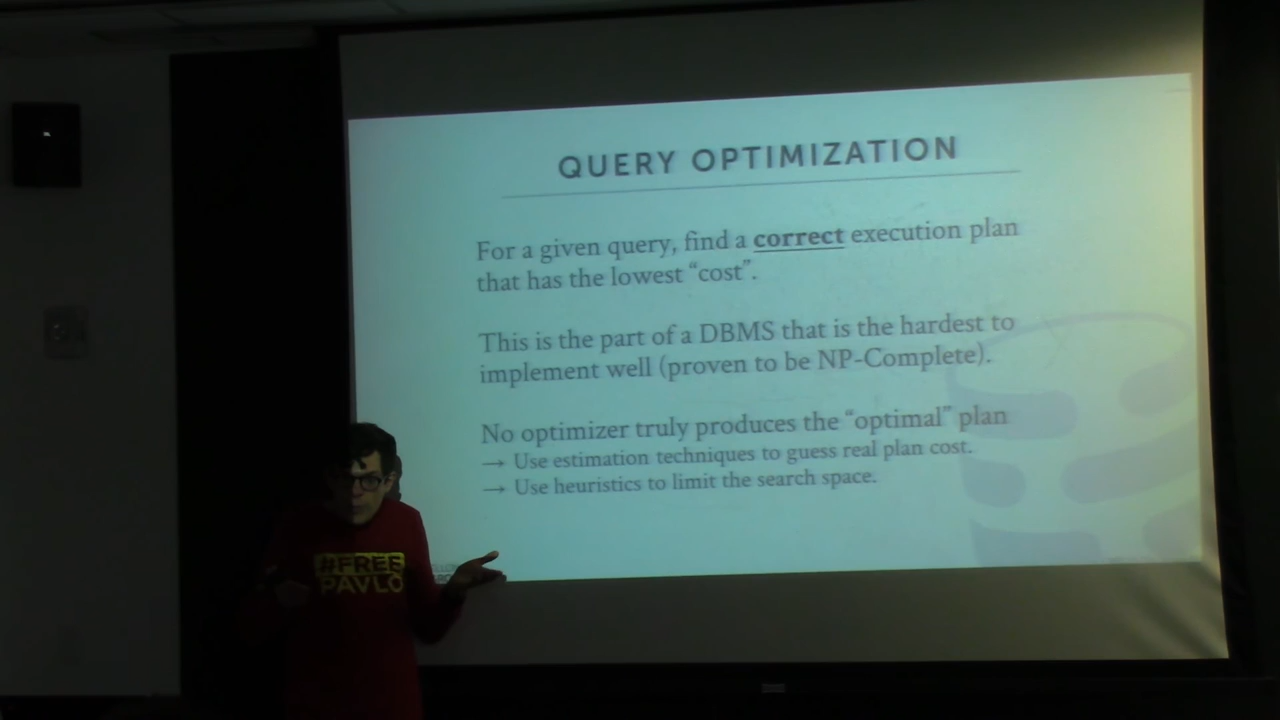 QUERY OPTIMIZATION
For a given query, find a correct execution plan
that has the lowest “cost”.
This is the part of a DBMS that is the hardest to
implement well (proven to be NP-Complete).
No optimizer truly produces the “optimal” plan
→ Use estimation techniques to guess real plan cost.
→ Use heuristics to limit the search space.
#FREE
PAVLO